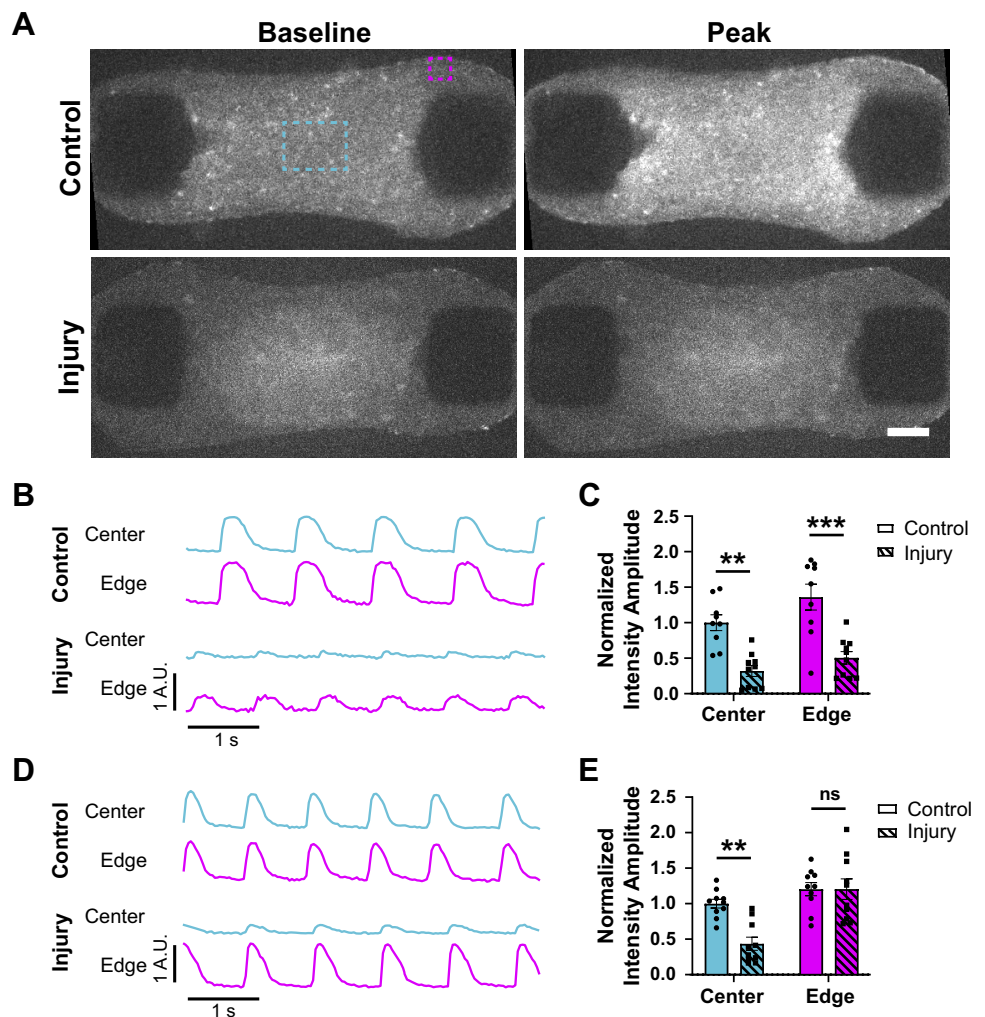 A
Baseline
Peak
Control
Injury
B
Control
Center
Edge
Injury
Center
Edge
1 A.U.
1 s
C
Normalized
Intensity Amplitude
2.5
2.0
1.5
1.0
0.5
0.0
**
***
Center
Edge
Control
Injury
D
Control
Center
Edge
Injury
Center
Edge
1 A.U.
1 s
E
Normalized
Intensity Amplitude
2.5
2.0
1.5
1.0
0.5
0.0
**
ns
Center
Edge
Control
Injury